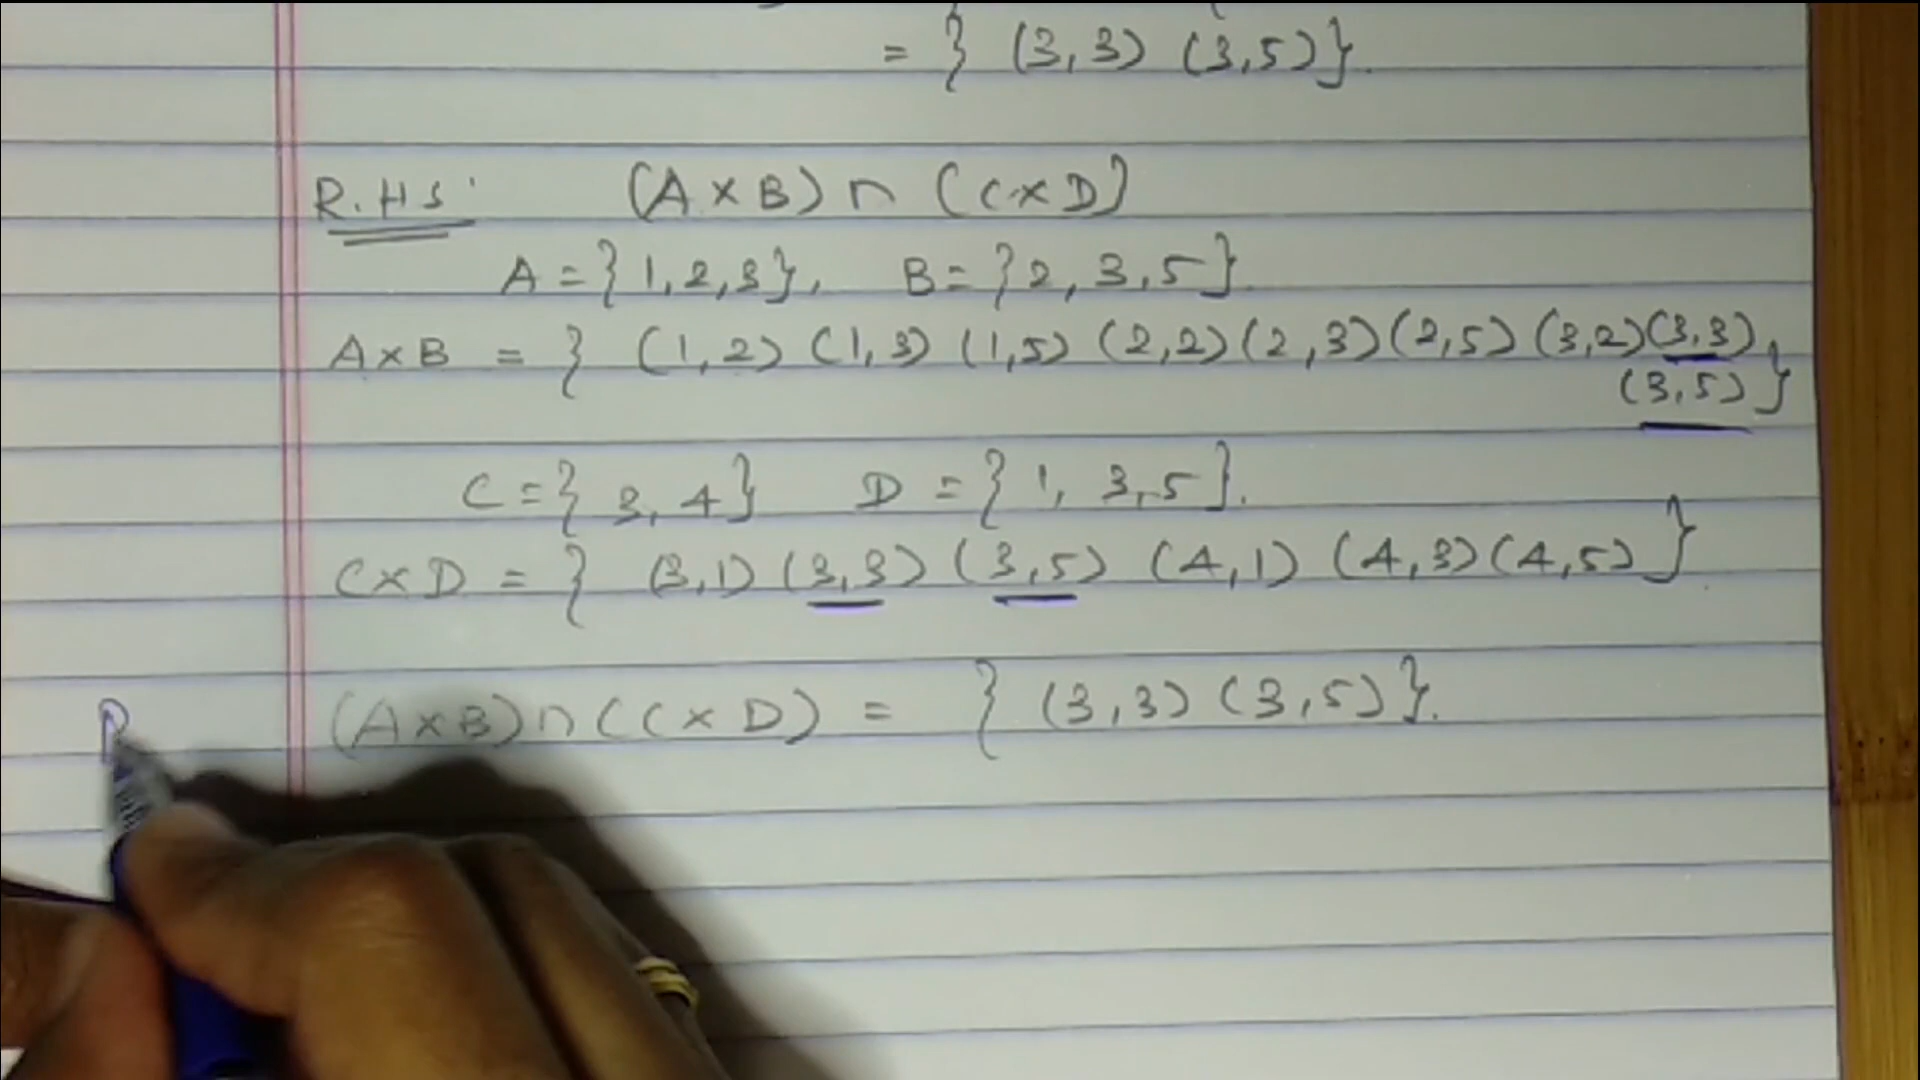 = { (3,3) (3,5)}.
R.HS. (A×B)∩(C×D)
A={1,2,3}, B={2,3,5}.
A×B = { (1,2) (1,3) (1,5) (2,2) (2,3) (2,5) (3,2) (3,3),
(3,5)}
C={3,4} D={1,3,5}.
C×D = { (3,1) (3,3) (3,5) (4,1) (4,3) (4,5) }
(A×B)∩(C×D) = { (3,3) (3,5)}.